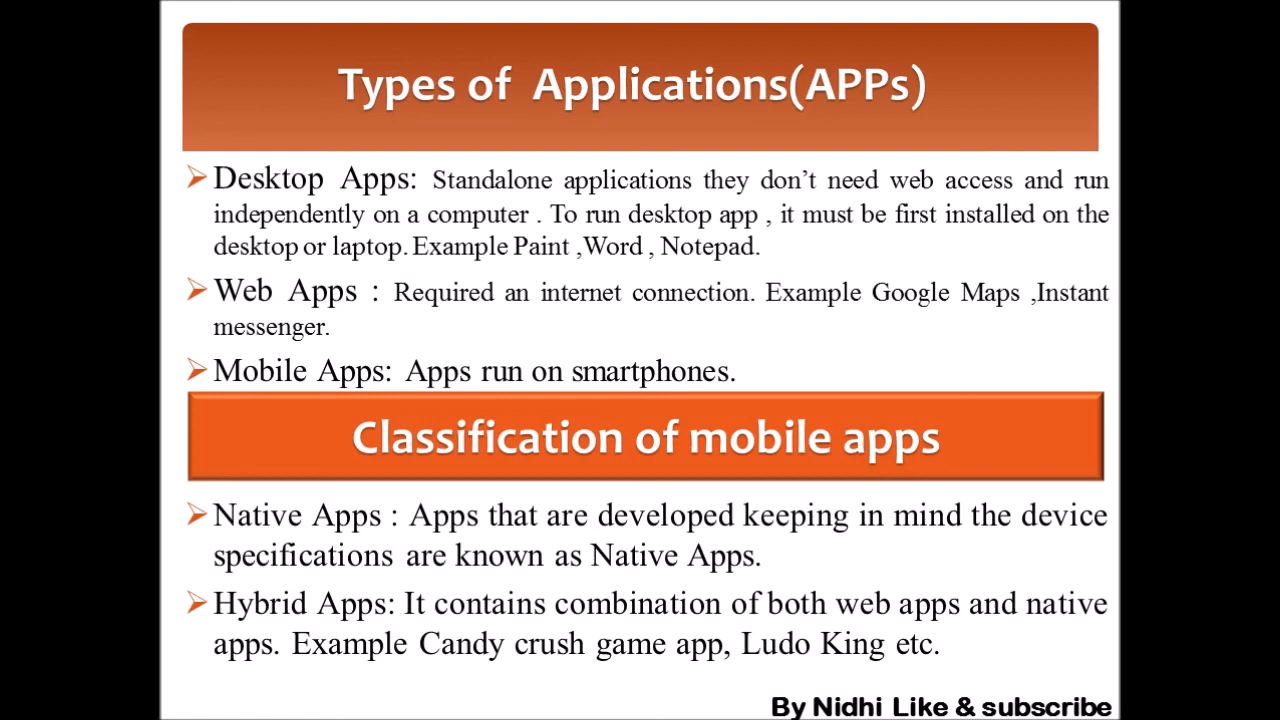 Types of Applications(APPs)
Desktop Apps: Standalone applications they don't need web access and run
independently on a computer . To run desktop app , it must be first installed on the
desktop or laptop. Example Paint ,Word , Notepad.
Web Apps : Required an internet connection. Example Google Maps ,Instant
messenger.
Mobile Apps: Apps run on smartphones.
Classification of mobile apps
Native Apps : Apps that are developed keeping in mind the device
specifications are known as Native Apps.
Hybrid Apps: It contains combination of both web apps and native
apps. Example Candy crush game app, Ludo King etc.
By Nidhi Like & subscribe